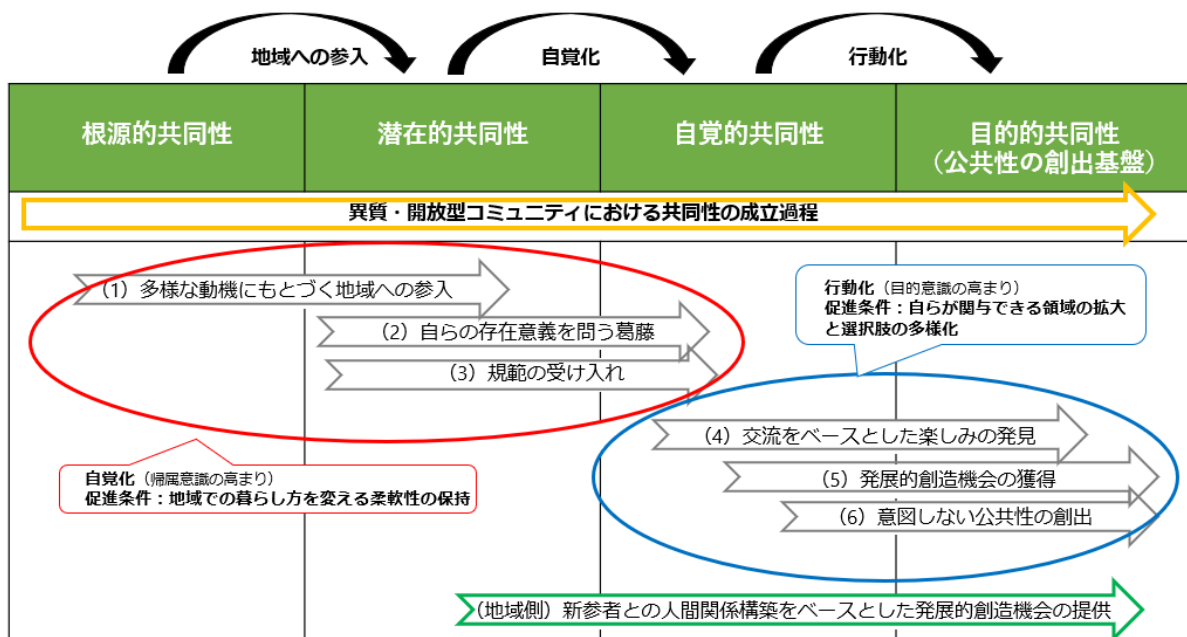 地域への参入
自覚化
行動化
根源的共同性
潜在的共同性
自覚的共同性
目的的共同性
（公共性の創出基盤）
異質・開放型コミュニティにおける共同性の成立過程
（1）多様な動機にもとづく地域への参入
（2）自らの存在意義を問う葛藤
（3）規範の受け入れ
行動化（目的意識の高まり）
促進条件：自らが関与できる領域の拡大
と選択肢の多様化
（4）交流をベースとした楽しみの発見
（5）発展的創造機会の獲得
（6）意図しない公共性の創出
自覚化（帰属意識の高まり）
促進条件：地域での暮らし方を変える柔軟性の保持
（地域側）新参者との人間関係構築をベースとした発展的創造機会の提供